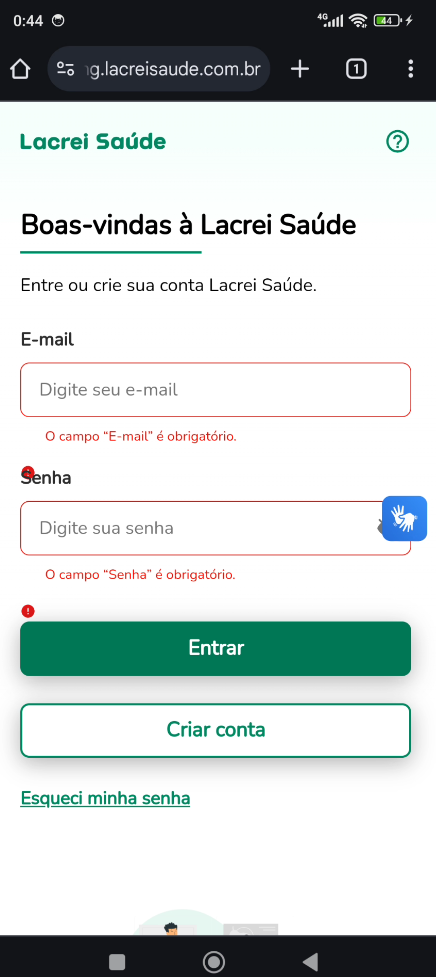 0:44
4G
44
g.lacreisaude.com.br
1
Lacrei Saúde
Boas-vindas à Lacrei Saúde
Entre ou crie sua conta Lacrei Saúde.
E-mail
Digite seu e-mail
O campo “E-mail” é obrigatório.
Senha
Digite sua senha
O campo “Senha” é obrigatório.
Entrar
Criar conta
Esqueci minha senha